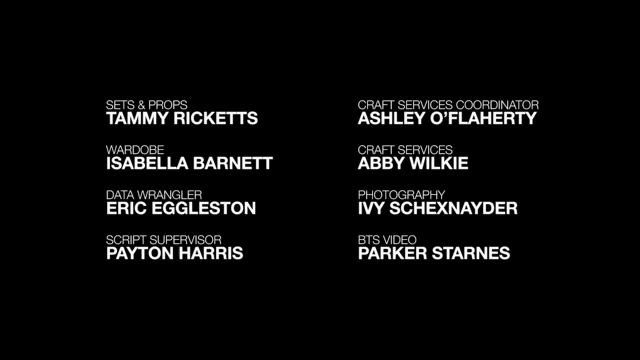 SETS & PROPS
TAMMY RICKETTS
WARDOBE
ISABELLA BARNETT
DATA WRANGLER
ERIC EGGLESTON
SCRIPT SUPERVISOR
PAYTON HARRIS
CRAFT SERVICES COORDINATOR
ASHLEY O'FLAHERTY
CRAFT SERVICES
ABBY WILKIE
PHOTOGRAPHY
IVY SCHEXNAYDER
BTS VIDEO
PARKER STARNES